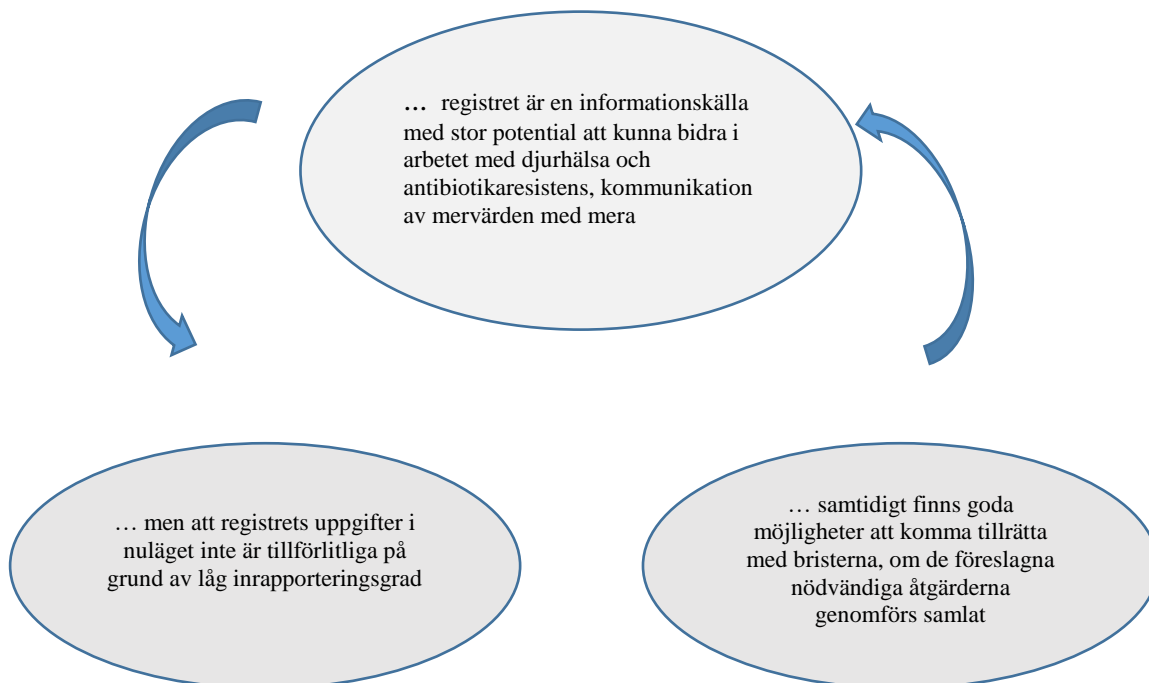 … registret är en informationskälla
med stor potential att kunna bidra i
arbetet med djurhälsa och
antibiotikaresistens, kommunikation
av mervärden med mera
… men att registrets uppgifter i
nuläget inte är tillförlitliga på
grund av låg inrapporteringsgrad
… samtidigt finns goda
möjligheter att komma tillrätta
med bristerna, om de föreslagna
nödvändiga åtgärderna
genomförs samlat